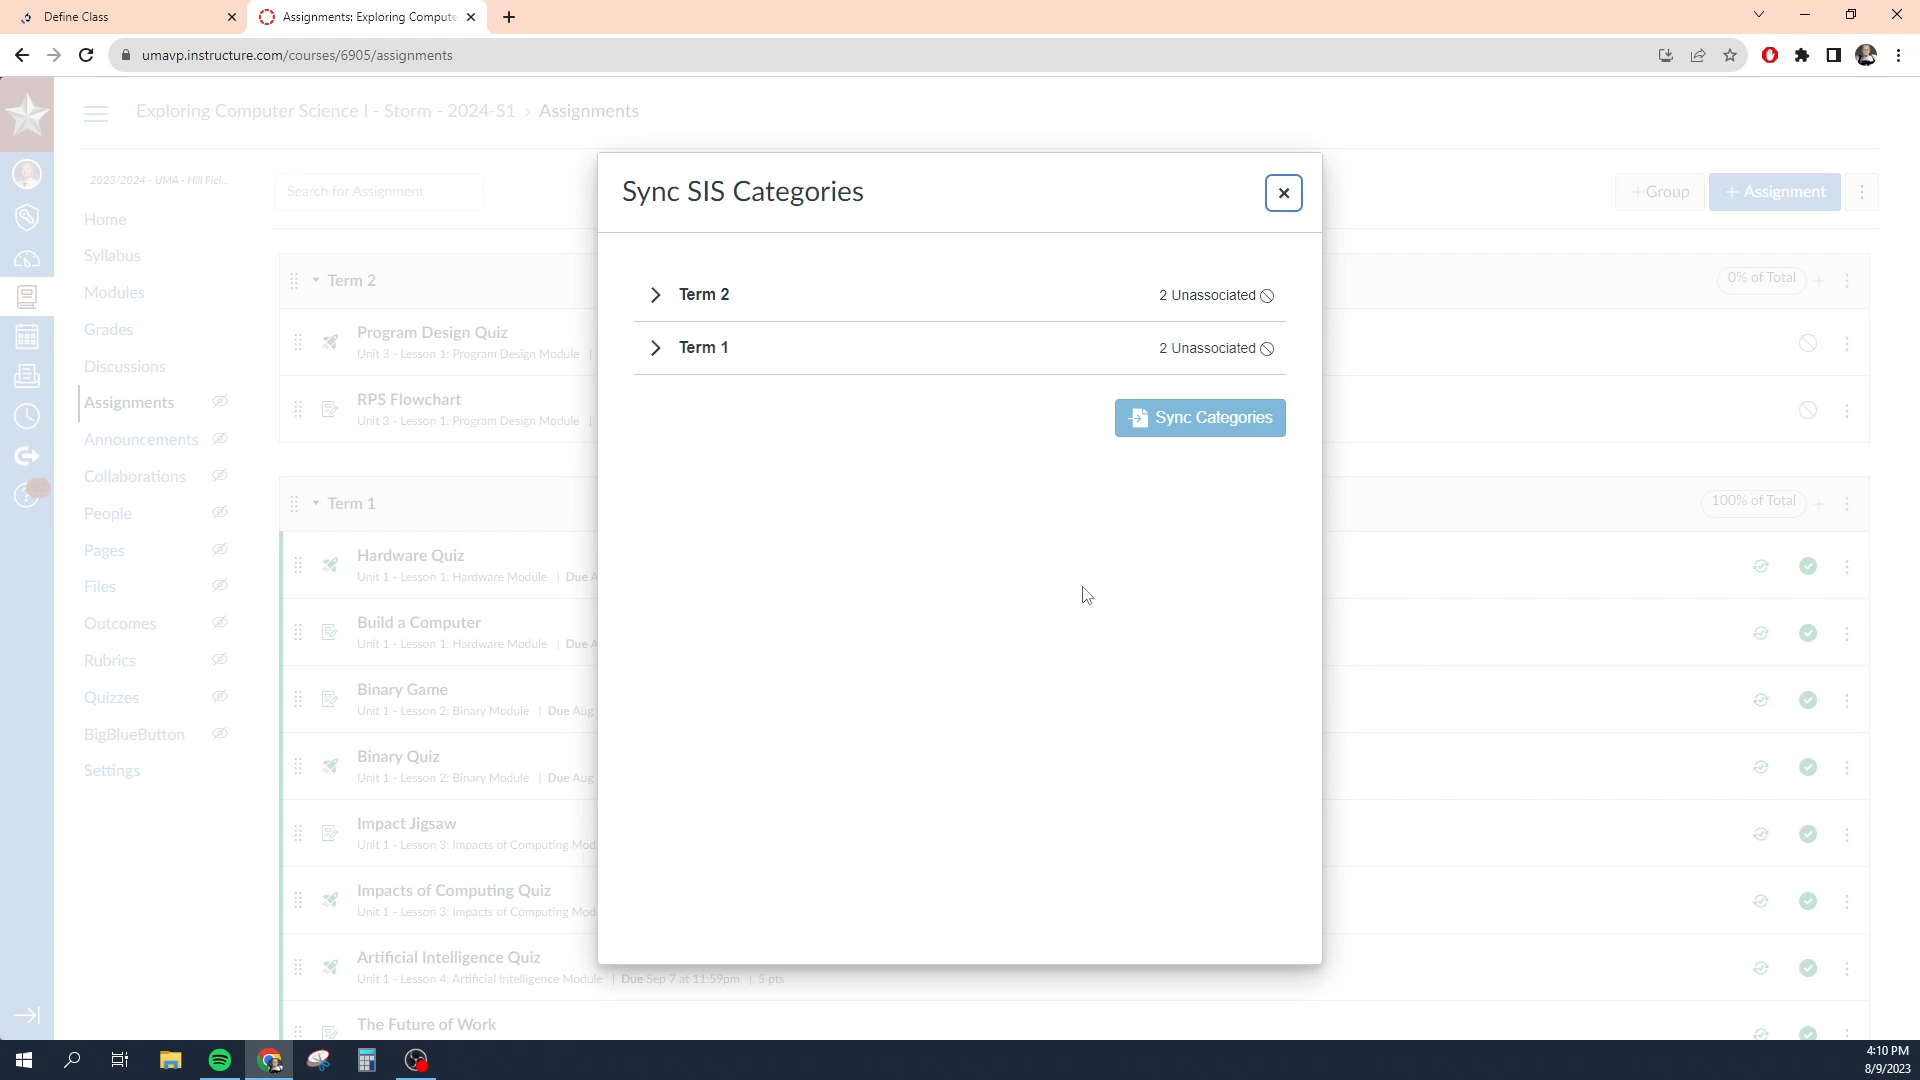 Define Class
Assignments: Exploring Compute
umavp.instructure.com/courses/6905/assignments
Exploring Computer Science I - Storm - 2024-S1 › Assignments
2023/2024 - UMA - Hill Fiel...
Home
Syllabus
Modules
Grades
Discussions
Assignments
Announcements
Collaborations
People
Pages
Files
Outcomes
Rubrics
Quizzes
BigBlueButton
Settings
Search for Assignment
+ Group
+ Assignment
Sync SIS Categories
Term 2
2 Unassociated
Term 1
2 Unassociated
Sync Categories
Term 2
0% of Total
Program Design Quiz
Unit 3 - Lesson 1: Program Design Module |
RPS Flowchart
Unit 3 - Lesson 1: Program Design Module |
Term 1
100% of Total
Hardware Quiz
Unit 1 - Lesson 1: Hardware Module | Due A
Build a Computer
Unit 1 - Lesson 1: Hardware Module | Due A
Binary Game
Unit 1 - Lesson 2: Binary Module | Due Aug
Binary Quiz
Unit 1 - Lesson 2: Binary Module | Due Aug
Impact Jigsaw
Unit 1 - Lesson 3: Impacts of Computing Mod
Impacts of Computing Quiz
Unit 1 - Lesson 3: Impacts of Computing Mod
Artificial Intelligence Quiz
Unit 1 - Lesson 4: Artificial Intelligence Module | Due Sep 7 at 11:59pm | 5 pts
The Future of Work
4:10 PM
8/9/2023